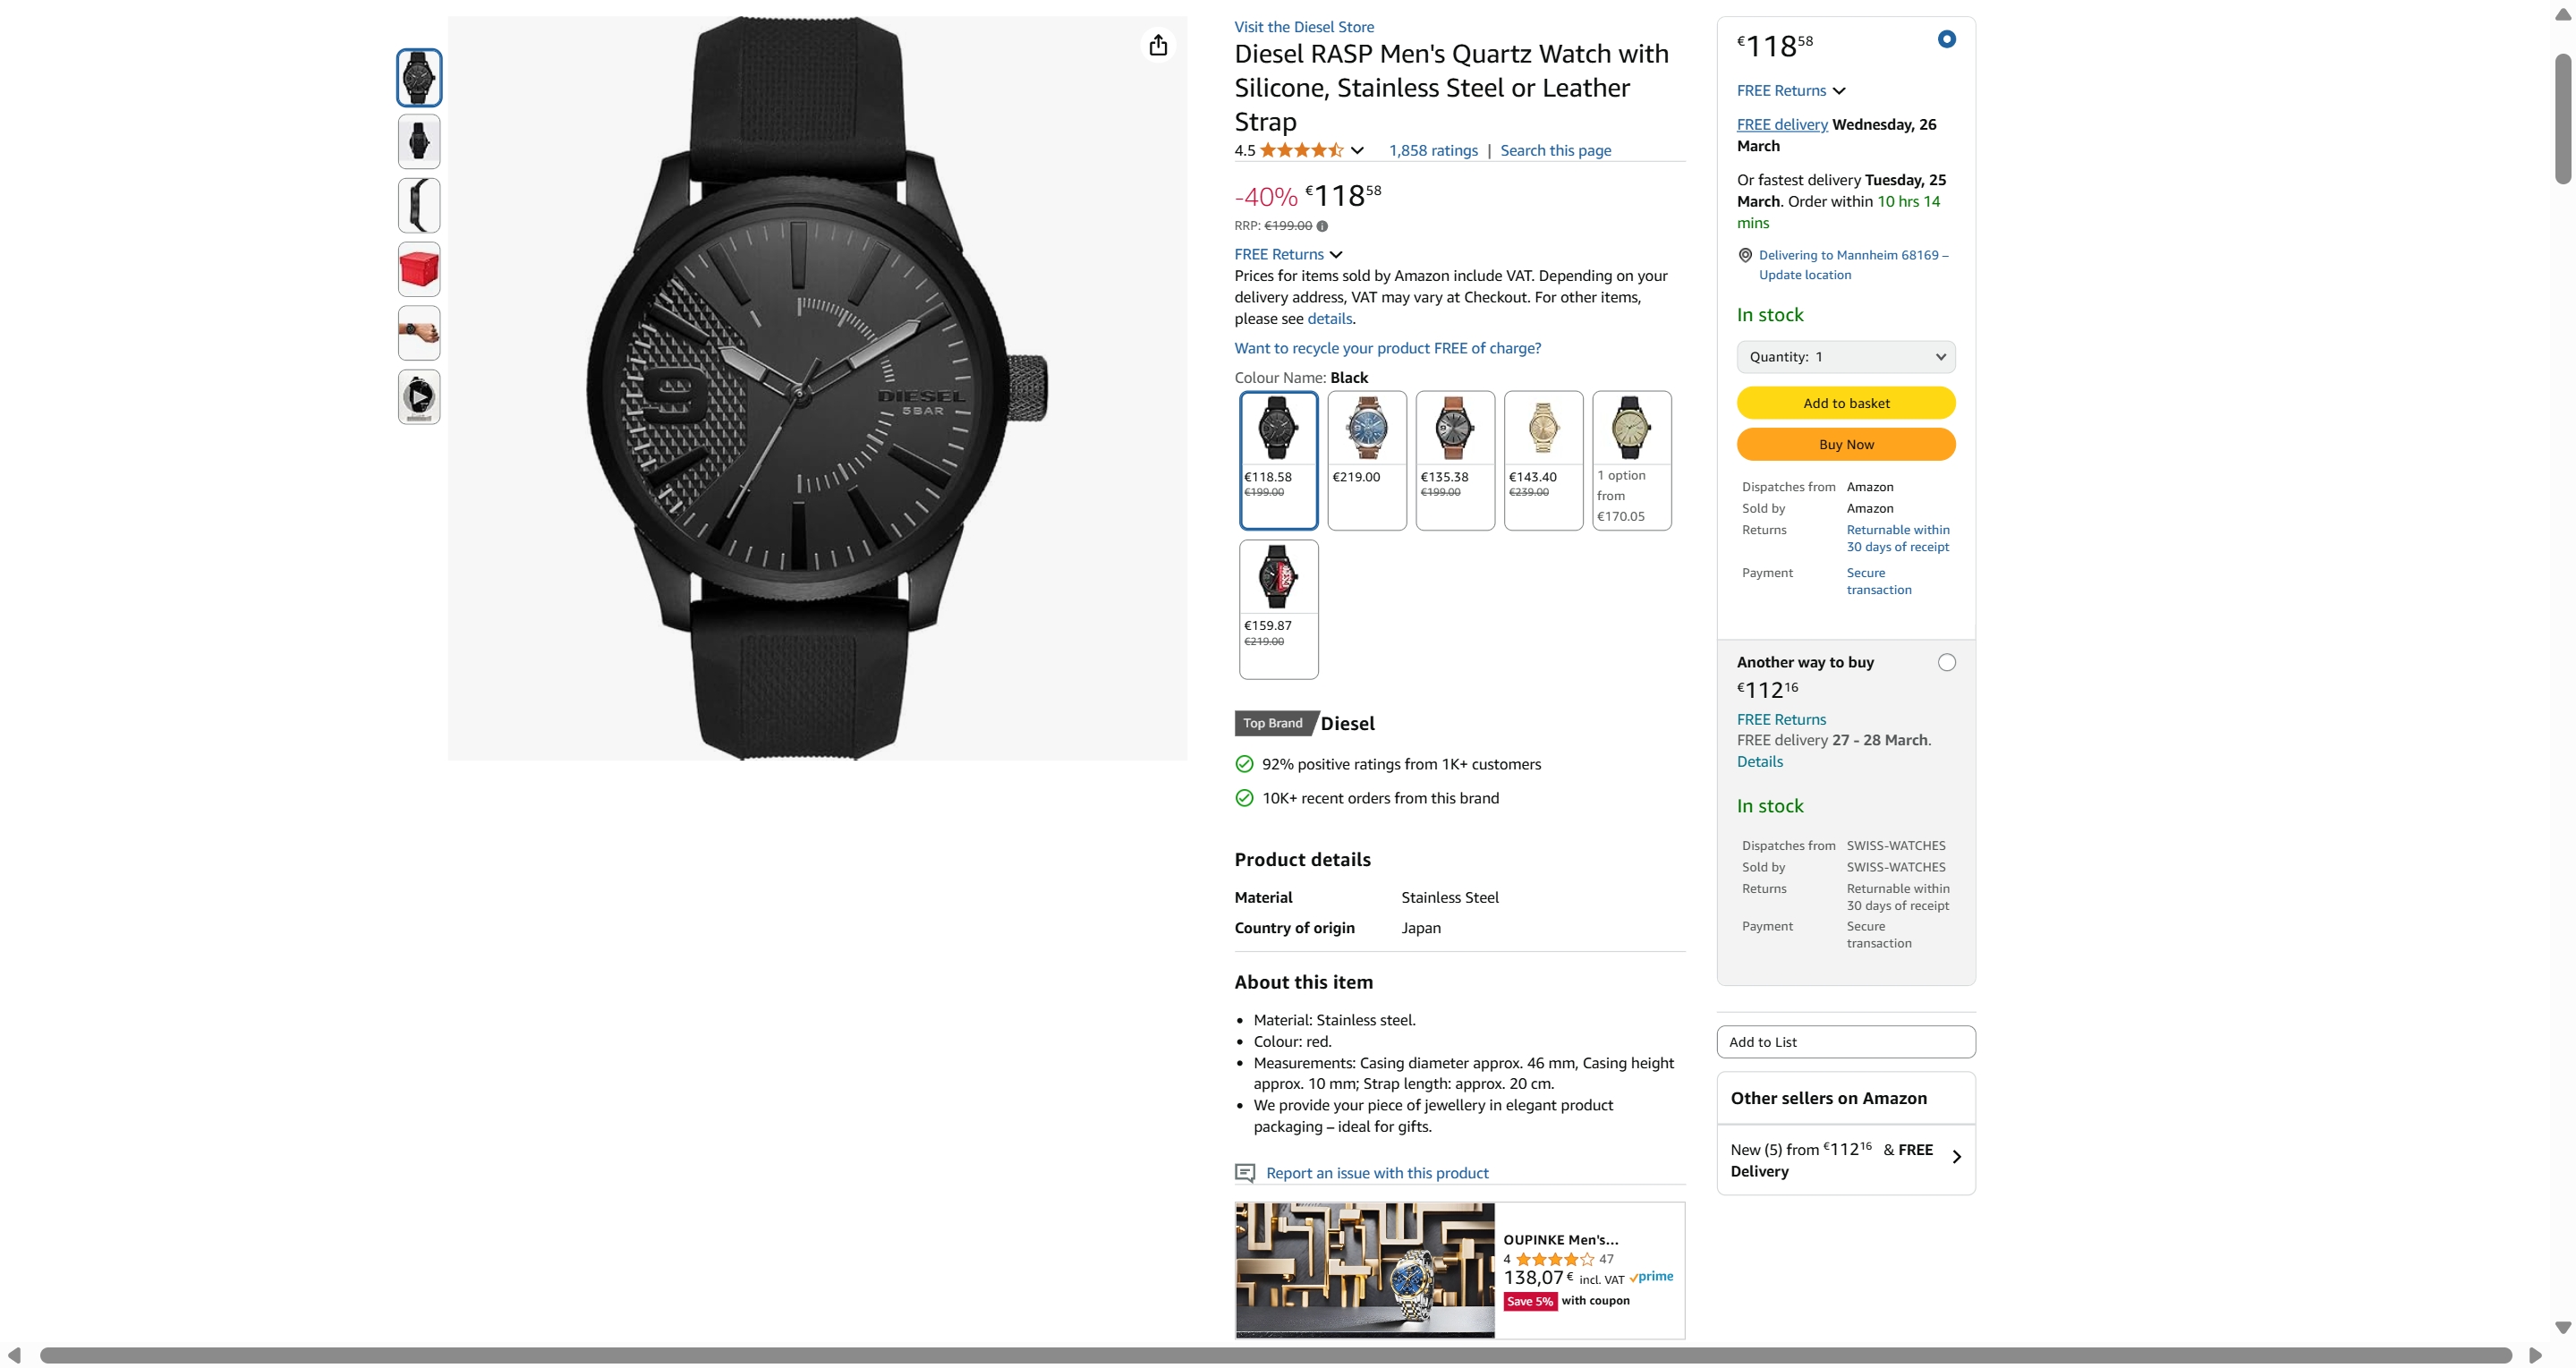 Visit the Diesel Store
Diesel RASP Men's Quartz Watch with
Silicone, Stainless Steel or Leather
Strap
4.5 1,858 ratings | Search this page
-40% €118 58
RRP: €199.00
FREE Returns
Prices for items sold by Amazon include VAT. Depending on your
delivery address, VAT may vary at Checkout. For other items,
please see details.
Want to recycle your product FREE of charge?
Colour Name: Black
€118.58
€199.00
€219.00
€135.38
€199.00
€143.40
€239.00
1 option
from
€170.05
€159.87
€219.00
Top Brand Diesel
92% positive ratings from 1K+ customers
10K+ recent orders from this brand
Product details
Material Stainless Steel
Country of origin Japan
About this item
• Material: Stainless steel.
• Colour: red.
• Measurements: Casing diameter approx. 46 mm, Casing height
approx. 10 mm; Strap length: approx. 20 cm.
• We provide your piece of jewellery in elegant product
packaging – ideal for gifts.
Report an issue with this product
OUPINKE Men's...
4 47
138,07 € incl. VAT prime
Save 5% with coupon
9
DIESEL
5BAR
€118 58
FREE Returns
FREE delivery Wednesday, 26
March
Or fastest delivery Tuesday, 25
March. Order within 10 hrs 14
mins
Delivering to Mannheim 68169 –
Update location
In stock
Quantity: 1
Add to basket
Buy Now
Dispatches from Amazon
Sold by Amazon
Returns Returnable within
30 days of receipt
Payment Secure
transaction
Another way to buy
€112 16
FREE Returns
FREE delivery 27 - 28 March.
Details
In stock
Dispatches from SWISS-WATCHES
Sold by SWISS-WATCHES
Returns Returnable within
30 days of receipt
Payment Secure
transaction
Add to List
Other sellers on Amazon
New (5) from €112 16 & FREE
Delivery